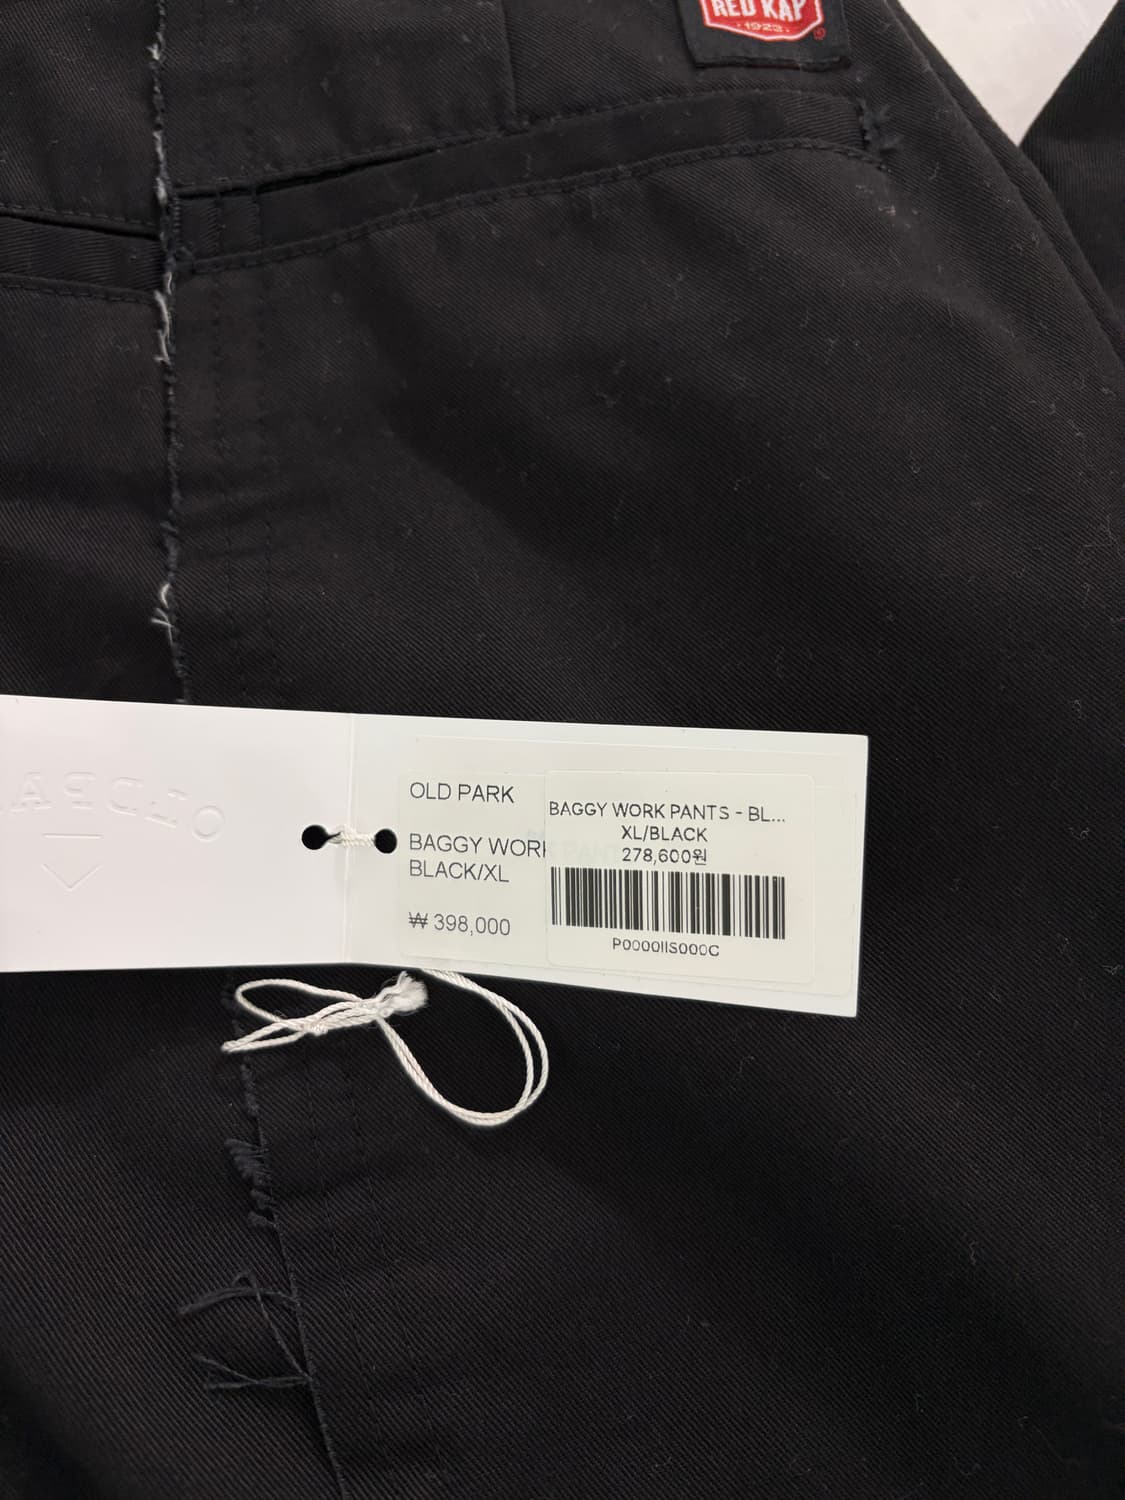 RED KAP
·1923·
OLD PARK
BAGGY WORK
BLACK/XL
₩ 398,000
BAGGY WORK PANTS - BL...
XL/BLACK
278,600원
P0000IIS000C